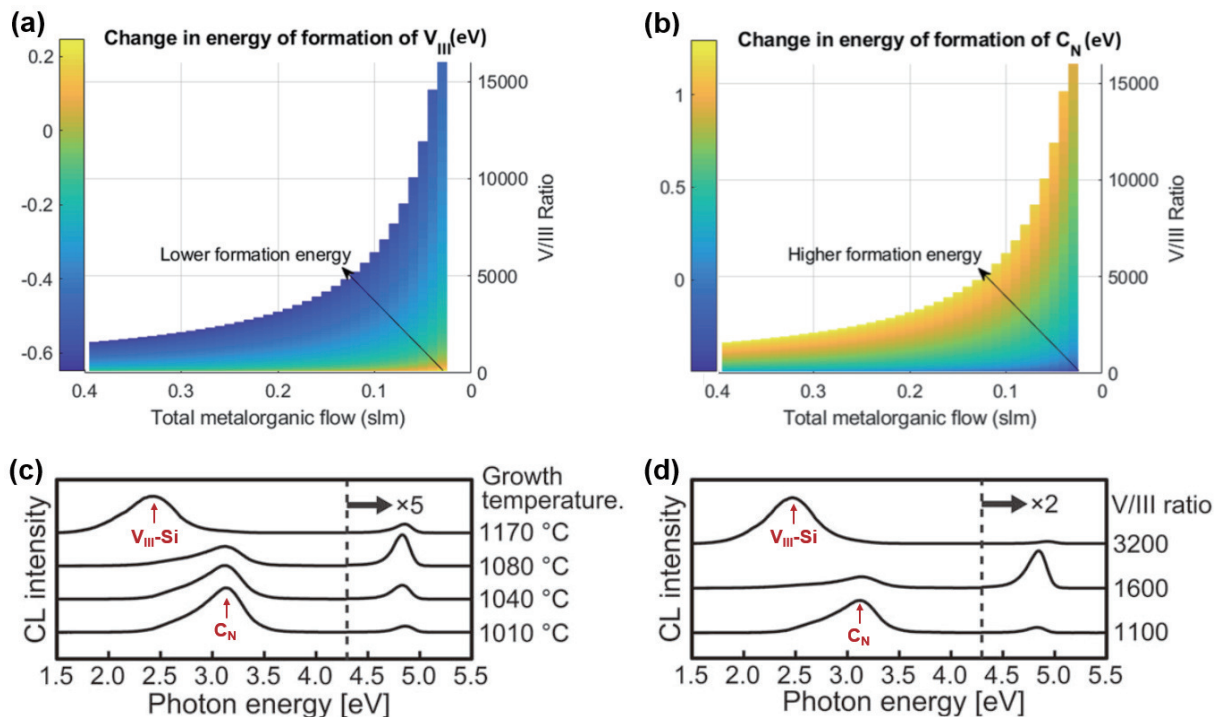 (a)
Change in energy of formation of V_III (eV)
0.2
0
-0.2
-0.4
-0.6
15000
10000
5000
0
V/III Ratio
Lower formation energy
0.4
0.3
0.2
0.1
0
Total metalorganic flow (slm)
(b)
Change in energy of formation of C_N (eV)
1
0.5
0
15000
10000
5000
0
V/III Ratio
Higher formation energy
0.4
0.3
0.2
0.1
0
Total metalorganic flow (slm)
(c)
CL intensity
V_III-Si
C_N
×5
Growth
temperature.
1170 °C
1080 °C
1040 °C
1010 °C
1.5 2.0 2.5 3.0 3.5 4.0 4.5 5.0 5.5
Photon energy [eV]
(d)
CL intensity
V_III-Si
C_N
×2
V/III ratio
3200
1600
1100
1.5 2.0 2.5 3.0 3.5 4.0 4.5 5.0 5.5
Photon energy [eV]